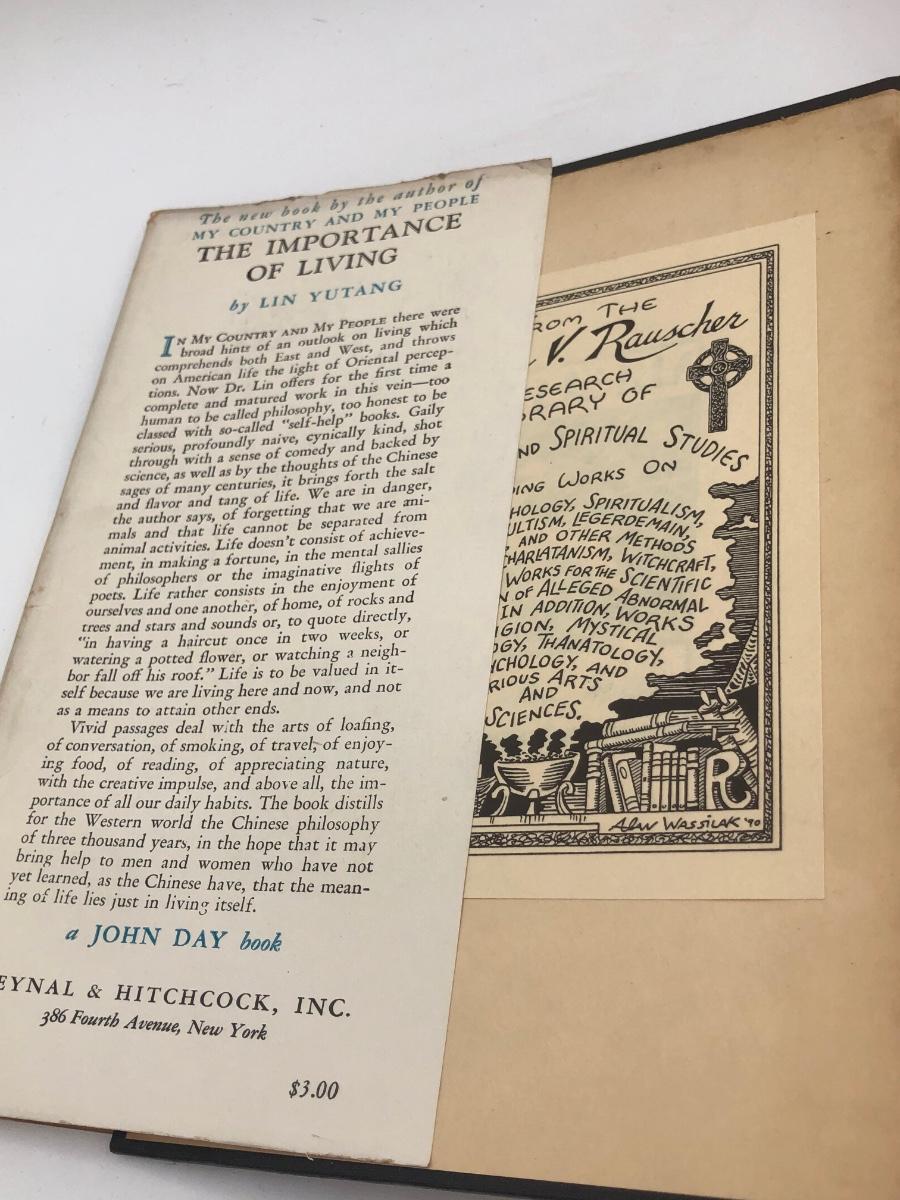 The new book by the author of
MY COUNTRY AND MY PEOPLE
THE IMPORTANCE
OF LIVING
by LIN YUTANG
IN MY COUNTRY AND MY PEOPLE there were
broad hints of an outlook on living which
comprehends both East and West, and throws
on American life the light of Oriental percep-
tions. Now Dr. Lin offers for the first time a
complete and matured work in this vein—too
human to be called philosophy, too honest to be
classed with so-called "self-help" books. Gaily
serious, profoundly naive, cynically kind, shot
through with a sense of comedy and backed by
science, as well as by the thoughts of the Chinese
sages of many centuries, it brings forth the salt
and flavor and tang of life. We are in danger,
the author says, of forgetting that we are ani-
mals and that life cannot be separated from
animal activities. Life doesn't consist of achieve-
ment, in making a fortune, in the mental sallies
of philosophers or the imaginative flights of
poets. Life rather consists in the enjoyment of
ourselves and one another, of home, of rocks and
trees and stars and sounds or, to quote directly,
"in having a haircut once in two weeks, or
watering a potted flower, or watching a neigh-
bor fall off his roof." Life is to be valued in it-
self because we are living here and now, and not
as a means to attain other ends.
Vivid passages deal with the arts of loafing,
of conversation, of smoking, of travel, of enjoy-
ing food, of reading, of appreciating nature,
with the creative impulse, and above all, the im-
portance of all our daily habits. The book distills
for the Western world the Chinese philosophy
of three thousand years, in the hope that it may
bring help to men and women who have not
yet learned, as the Chinese have, that the mean-
ing of life lies just in living itself.
a JOHN DAY book
EYNAL & HITCHCOCK, INC.
386 Fourth Avenue, New York
$3.00
ROM THE
V. Rauscher
ESEARCH
BRARY OF
ND SPIRITUAL STUDIES
DING WORKS ON
HOLOGY, SPIRITUALISM,
ULTISM, LEGERDEMAIN,
, AND OTHER METHODS
HARLATANISM, WITCHCRAFT,
WORKS FOR THE SCIENTIFIC
N OF ALLEGED ABNORMAL
IN ADDITION, WORKS
IGION, MYSTICAL
OGY, THANATOLOGY,
YCHOLOGY, AND
RIOUS ARTS
AND
SCIENCES.
R
ALAN WASSILAK '90